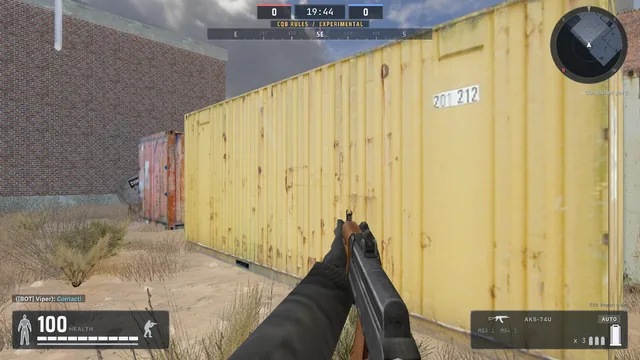 0 19:44 0
CQB RULES / EXPERIMENTAL
E SE S
201 212
([BOT] Viper): Contact!
100 HEALTH
AKS-74U AUTO
x 3